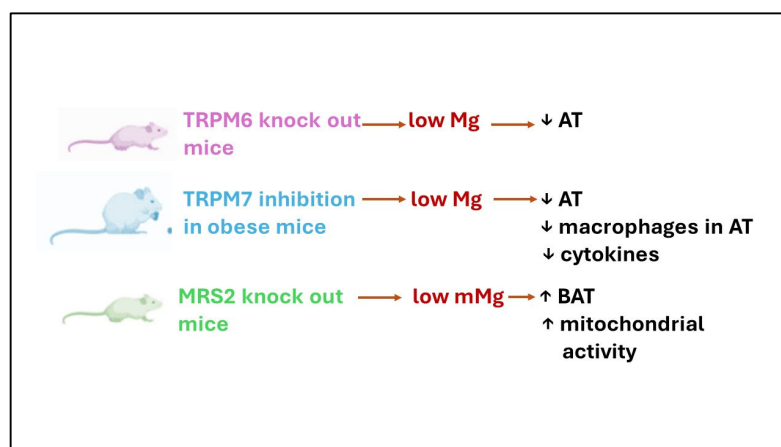 TRPM6 knock out → low Mg → ↓ AT
mice
TRPM7 inhibition → low Mg → ↓ AT
in obese mice ↓ macrophages in AT
↓ cytokines
MRS2 knock out → low mMg → ↑ BAT
mice ↑ mitochondrial
activity